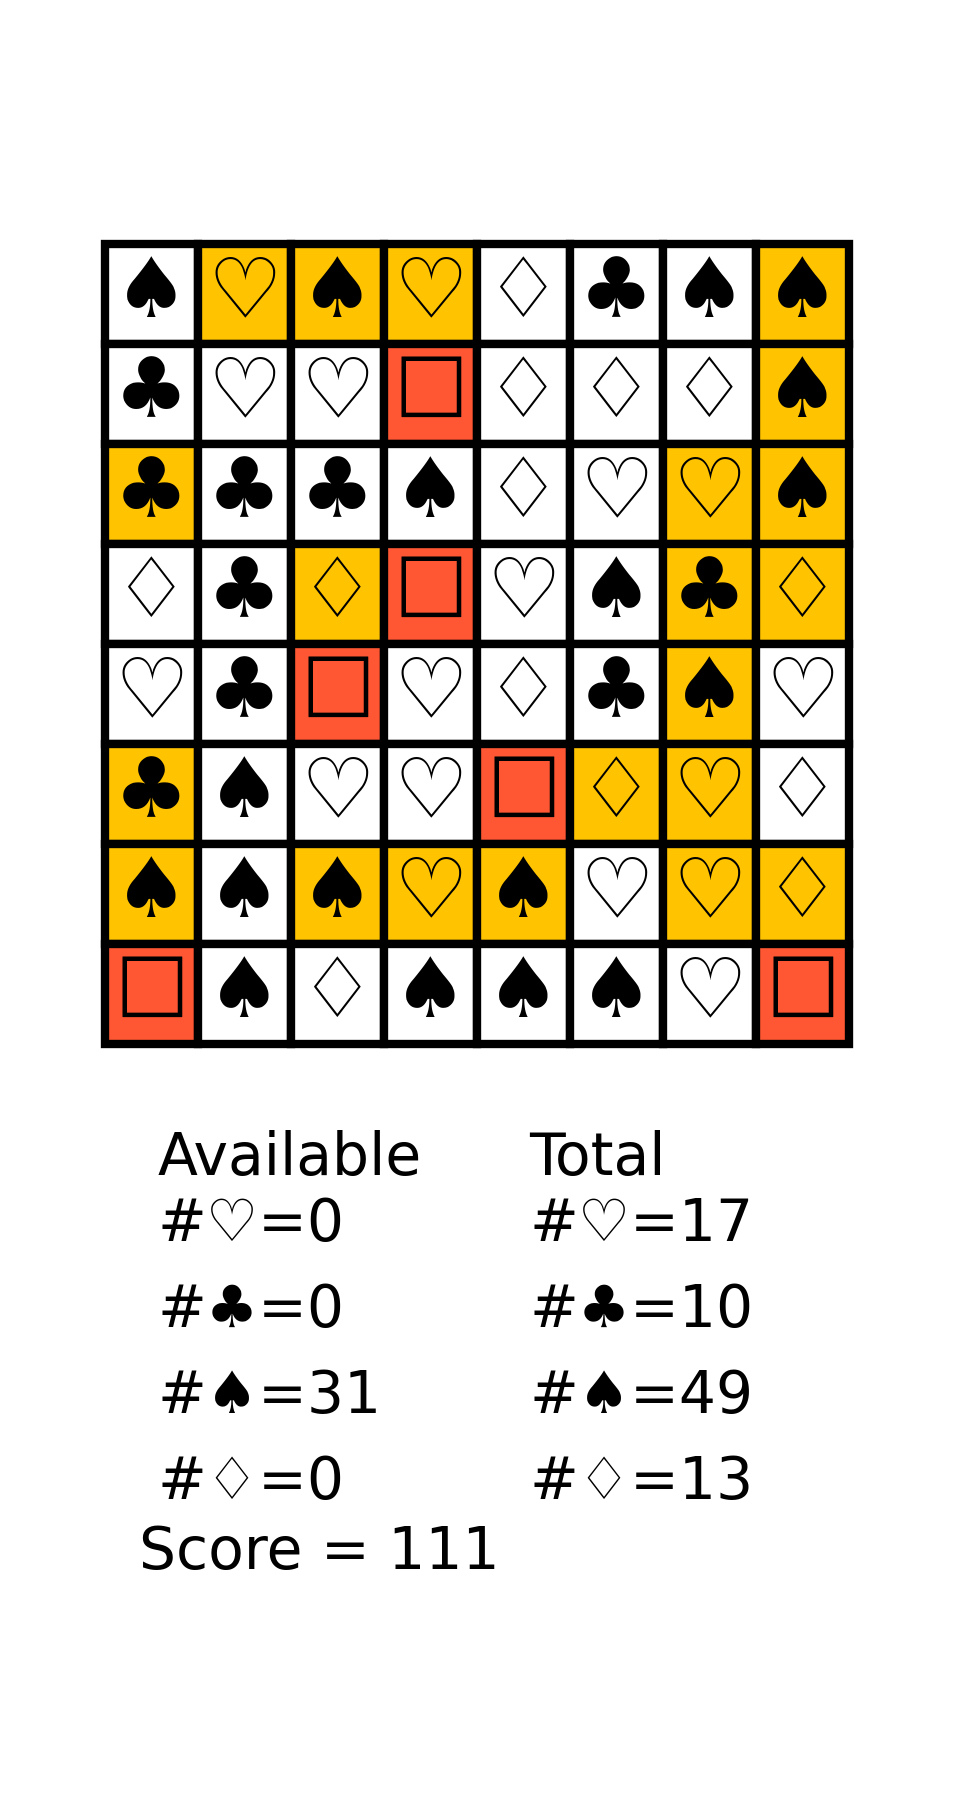 ♠ ♡ ♠ ♡ ♢ ♣ ♠ ♠
♣ ♡ ♡ □ ♢ ♢ ♢ ♠
♣ ♣ ♣ ♠ ♢ ♡ ♡ ♠
♢ ♣ ♢ □ ♡ ♠ ♣ ♢
♡ ♣ □ ♡ ♢ ♣ ♠ ♡
♣ ♠ ♡ ♡ □ ♢ ♡ ♢
♠ ♠ ♠ ♡ ♠ ♡ ♡ ♢
□ ♠ ♢ ♠ ♠ ♠ ♡ □
Available Total
#♡=0 #♡=17
#♣=0 #♣=10
#♠=31 #♠=49
#♢=0 #♢=13
Score = 111